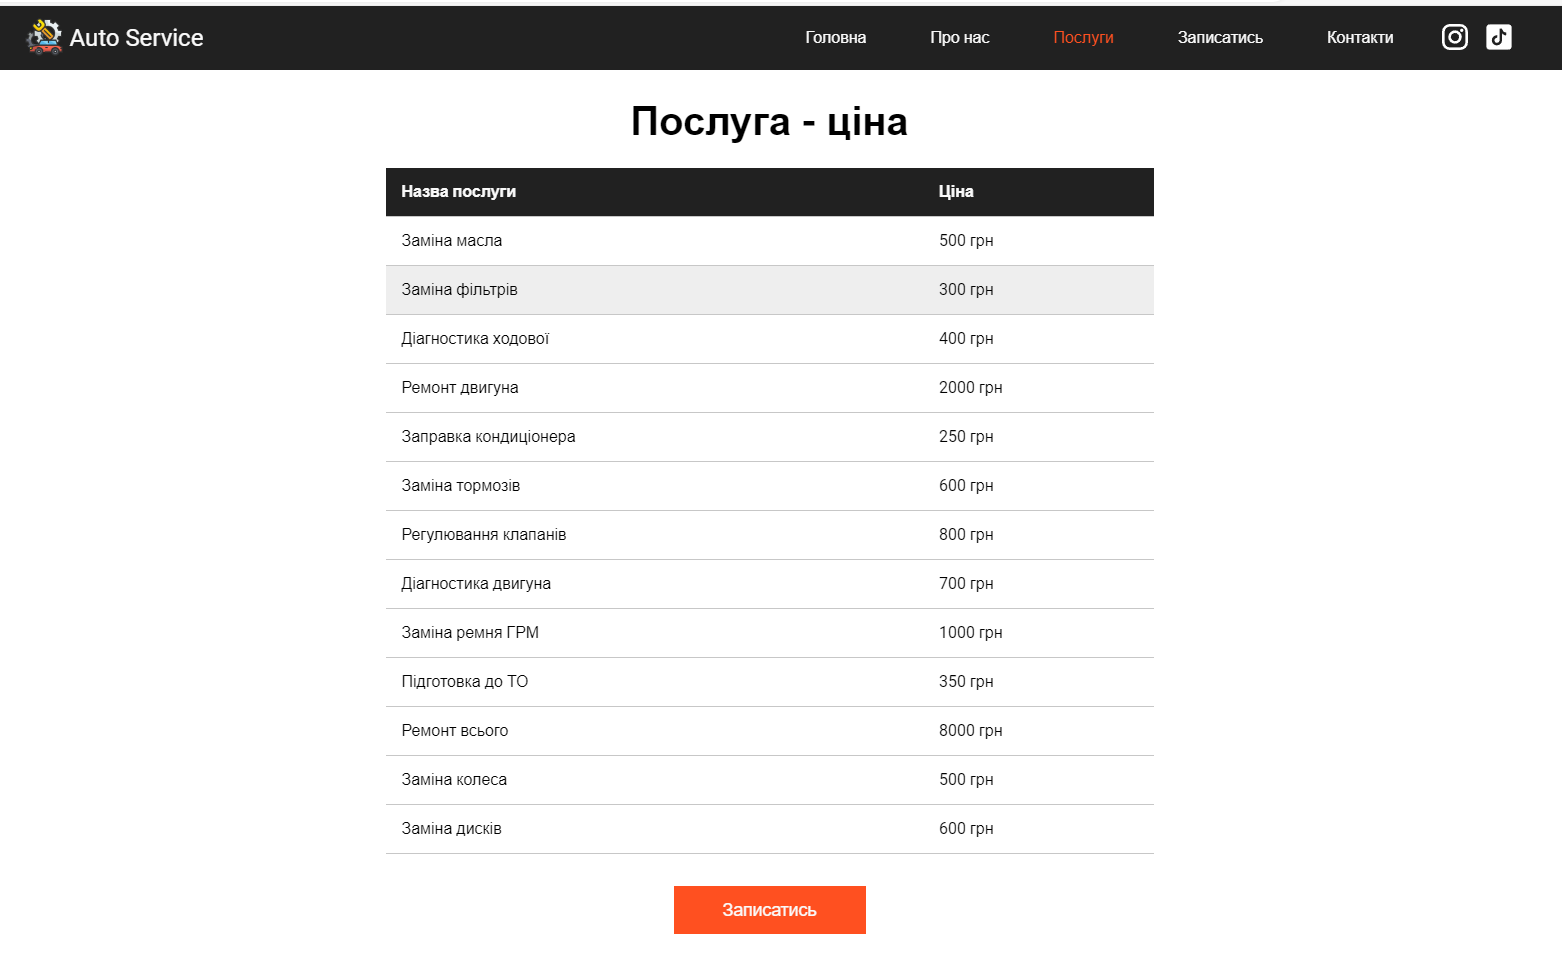 Auto Service Головна Про нас Послуги Записатись Контакти
Послуга - ціна
Назва послуги Ціна
Заміна масла 500 грн
Заміна фільтрів 300 грн
Діагностика ходової 400 грн
Ремонт двигуна 2000 грн
Заправка кондиціонера 250 грн
Заміна тормозів 600 грн
Регулювання клапанів 800 грн
Діагностика двигуна 700 грн
Заміна ремня ГРМ 1000 грн
Підготовка до ТО 350 грн
Ремонт всього 8000 грн
Заміна колеса 500 грн
Заміна дисків 600 грн
Записатись